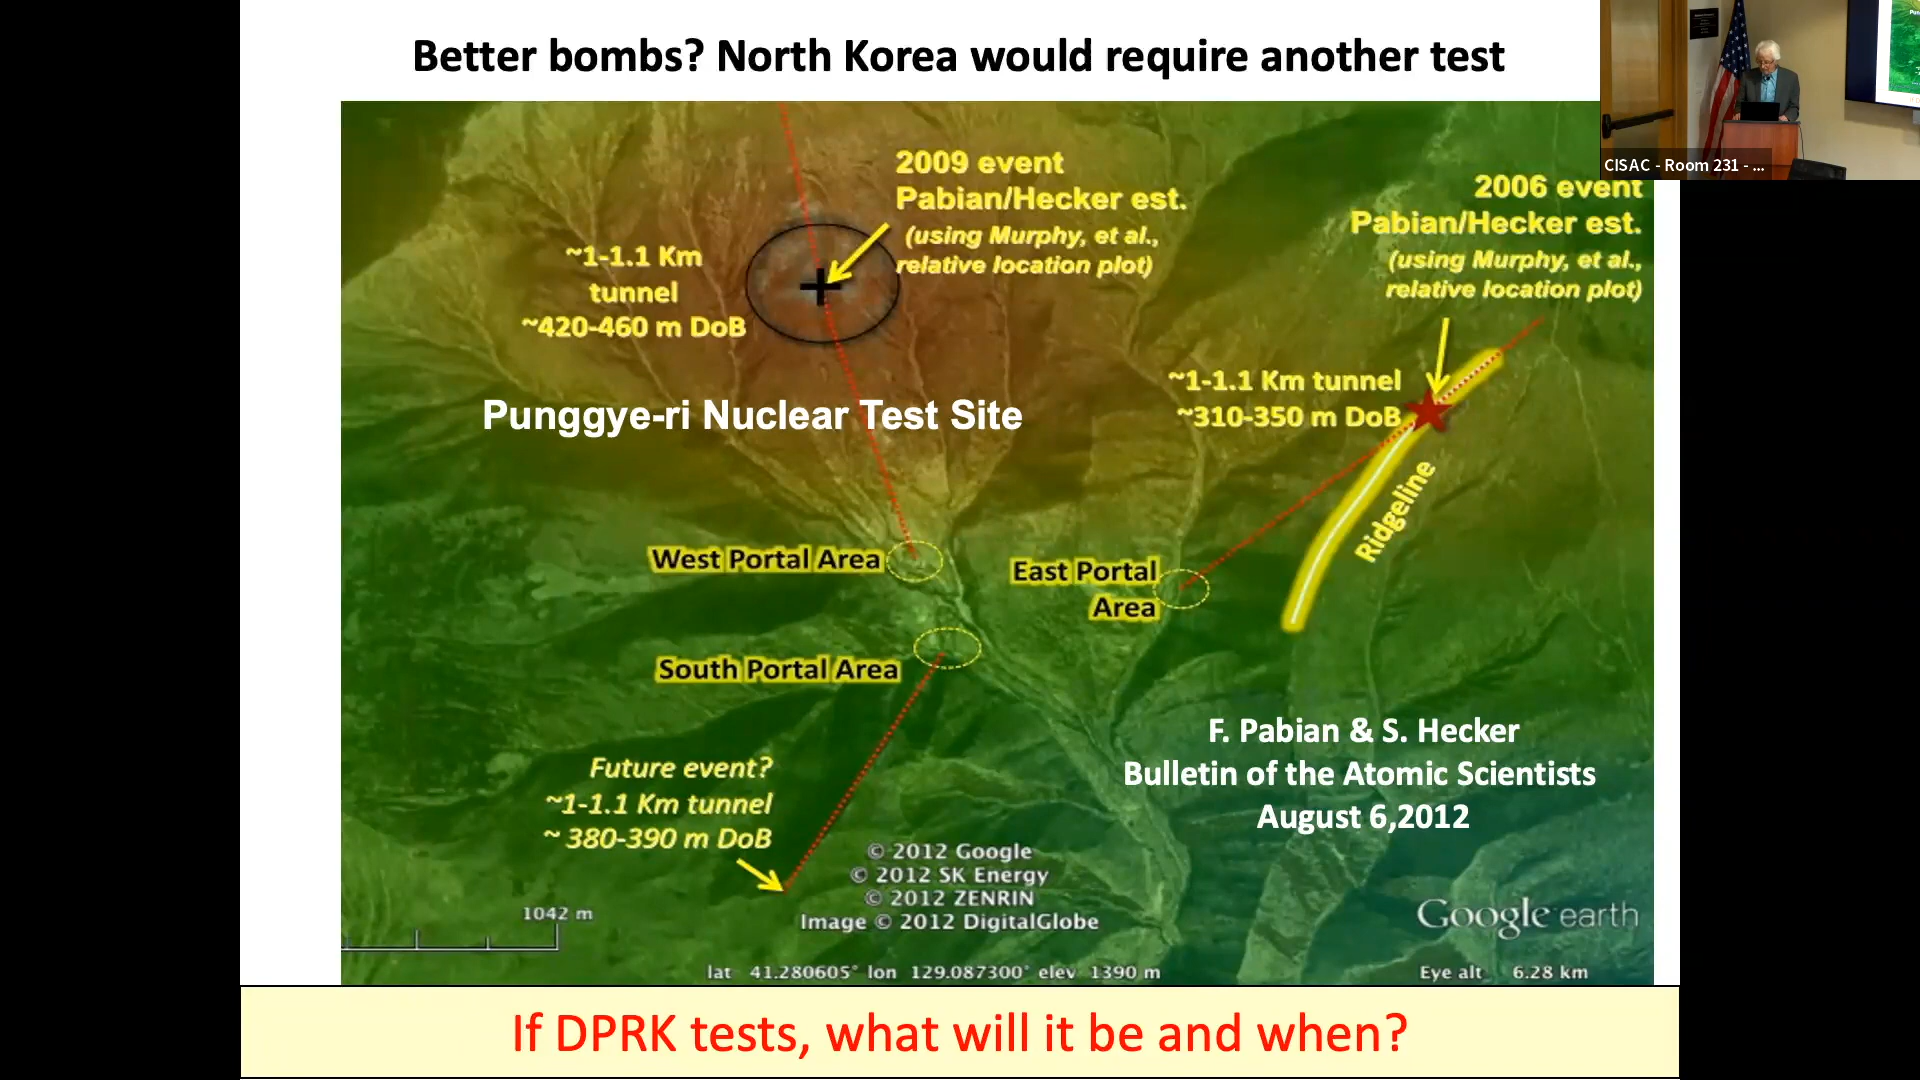 Better bombs? North Korea would require another test
CISAC - Room 231 - ...
2009 event
Pabian/Hecker est.
(using Murphy, et al.,
relative location plot)
2006 event
Pabian/Hecker est.
(using Murphy, et al.,
relative location plot)
~1-1.1 Km
tunnel
~420-460 m DoB
~1-1.1 Km tunnel
~310-350 m DoB
Punggye-ri Nuclear Test Site
Ridgeline
West Portal Area
East Portal
Area
South Portal Area
Future event?
~1-1.1 Km tunnel
~ 380-390 m DoB
F. Pabian & S. Hecker
Bulletin of the Atomic Scientists
August 6,2012
© 2012 Google
© 2012 SK Energy
© 2012 ZENRIN
Image © 2012 DigitalGlobe
1042 m
Google earth
lat 41.280605° lon 129.087300° elev 1390 m
Eye alt 6.28 km
If DPRK tests, what will it be and when?